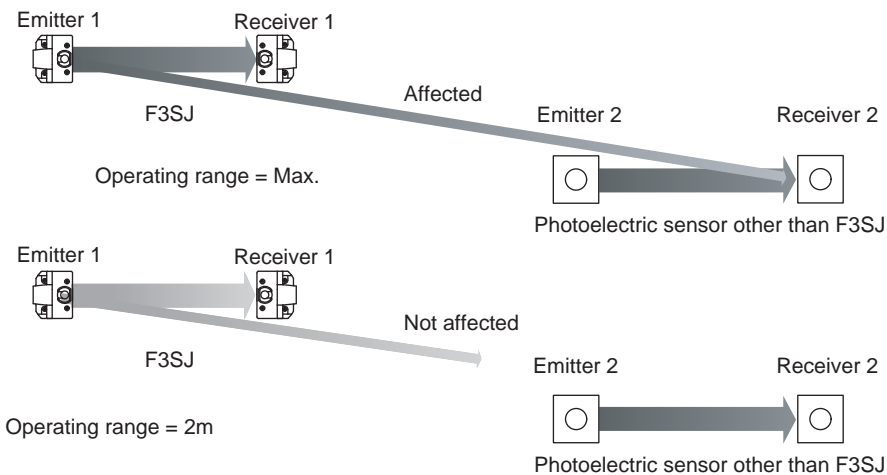 Emitter 1 Receiver 1
F3SJ
Affected
Emitter 2 Receiver 2
Operating range = Max.
Photoelectric sensor other than F3SJ
Emitter 1 Receiver 1
Not affected
F3SJ
Emitter 2 Receiver 2
Operating range = 2m
Photoelectric sensor other than F3SJ